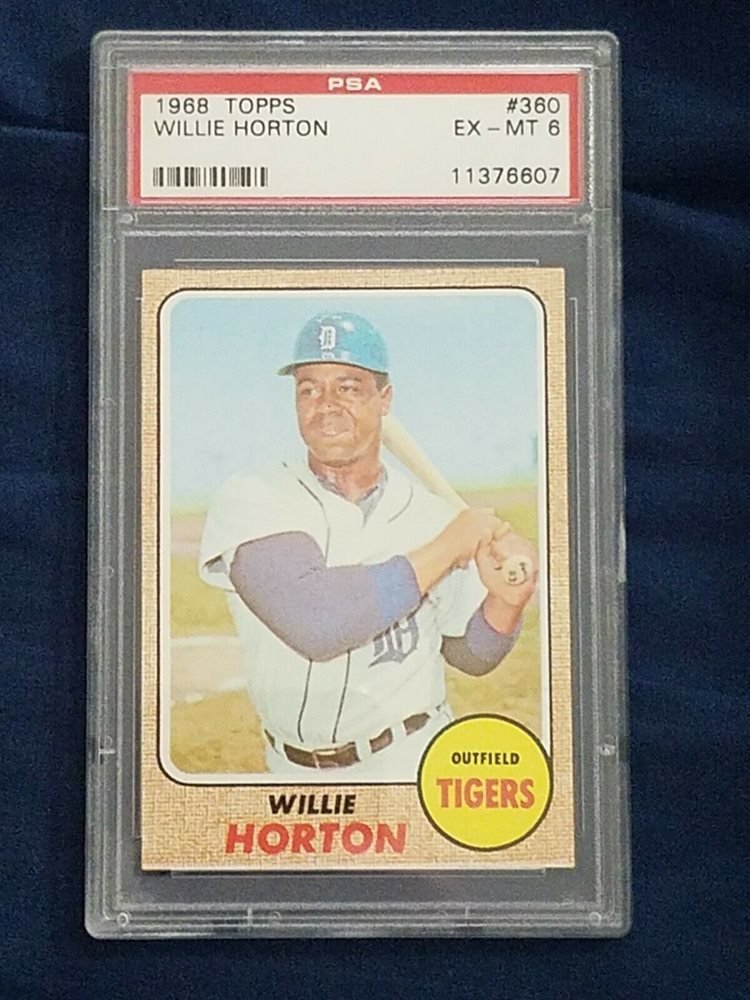 PSA
1968 TOPPS #360
WILLIE HORTON EX - MT 6
11376607
D
D
OUTFIELD
TIGERS
WILLIE
HORTON